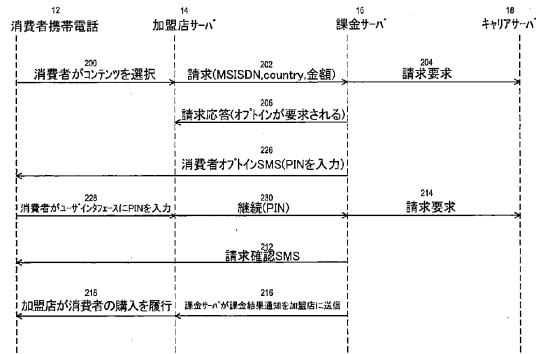 12 14 16 18
消費者携帯電話 加盟店サーバ 課金サーバ キャリアサーバ
200 202 204
消費者がコンテンツを選択 請求(MSISDN,country,金額) 請求要求
206
請求応答(オプトインが要求される)
226
消費者オプトインSMS(PINを入力)
228 230 214
消費者がユーザインタフェースにPINを入力 継続(PIN) 請求要求
212
請求確認SMS
218 216
加盟店が消費者の購入を履行 課金サーバが課金結果通知を加盟店に送信